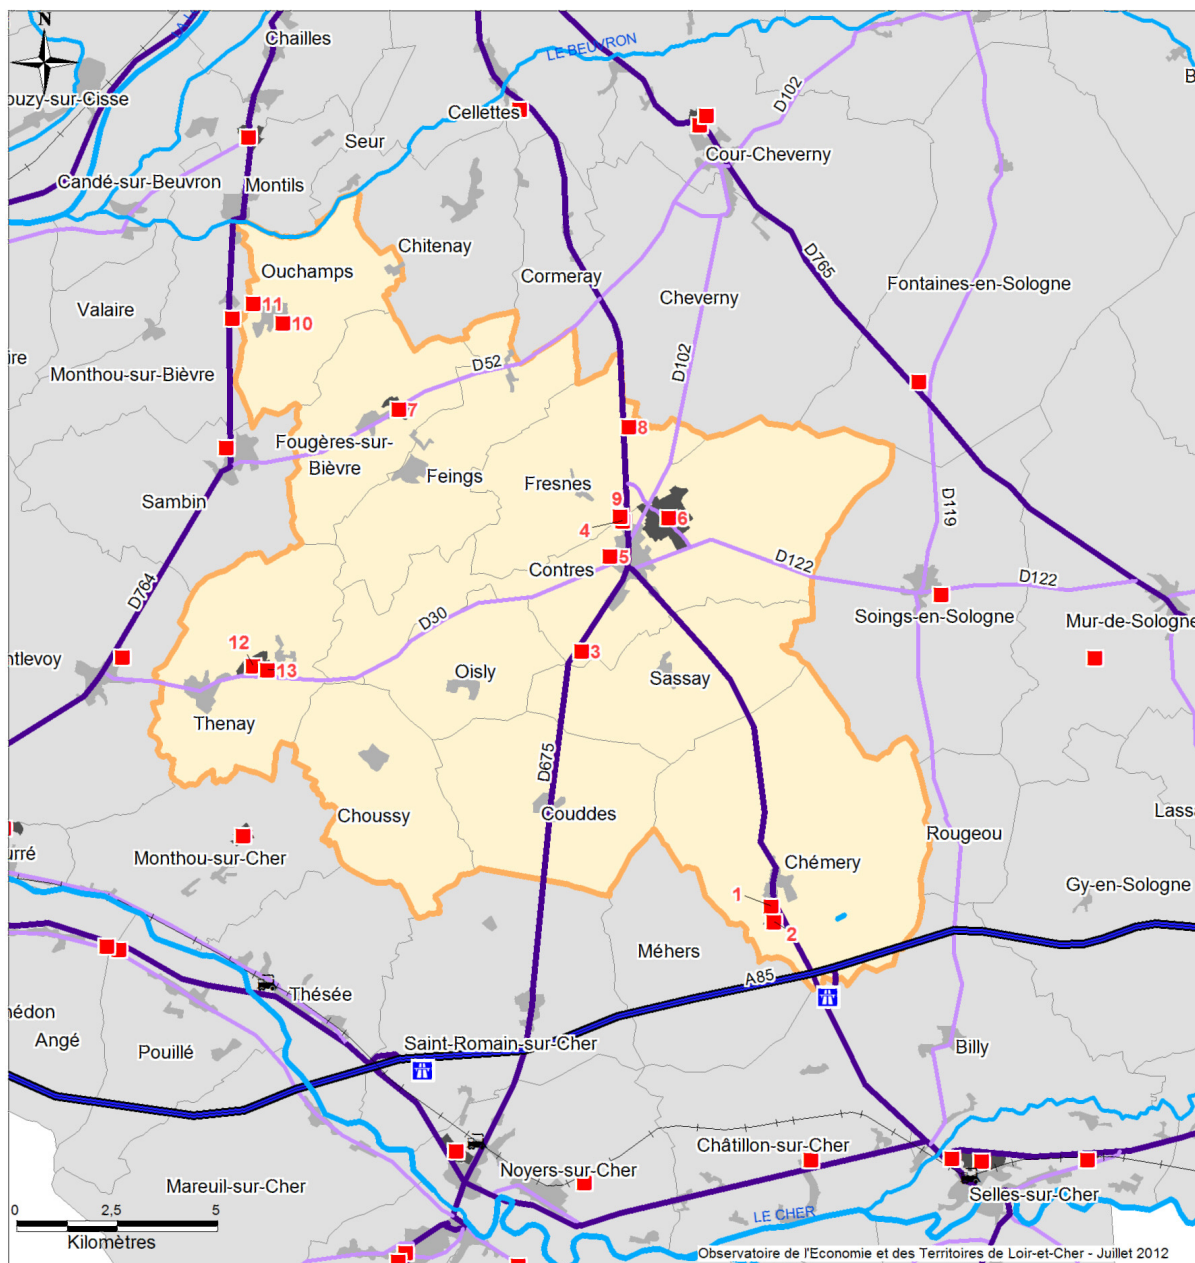 N
Chailles
LE BEUVRON
ouzy-sur-Cisse
Cellettes
D102
B
Seur
Cour-Cheverny
Candé-sur-Beuvron
Montils
Chitenay
D765
Ouchamps
Cormeray
Fontaines-en-Sologne
Cheverny
11
Valaire
10
ire
D52
D102
Monthou-sur-Bièvre
7
8
Fougères-sur-
Bièvre
Feings
Fresnes
Sambin
D119
9
4
6
5
Contres
D122
D122
D764
D30
Soings-en-Sologne
Mur-de-Sologne
12
3
ntlevoy
13
Oisly
Sassay
Thenay
D675
Choussy
Couddes
Lassa
Rougeou
urré
Monthou-sur-Cher
Chémery
Gy-en-Sologne
1
2
Méhers
A85
Thésée
nédon
Angé
Pouillé
Saint-Romain-sur-Cher
Billy
Châtillon-sur-Cher
Noyers-sur-Cher
Mareuil-sur-Cher
Selles-sur-Cher
0 2,5 5
LE CHER
Kilomètres
Observatoire de l'Economie et des Territoires de Loir-et-Cher - Juillet 2012